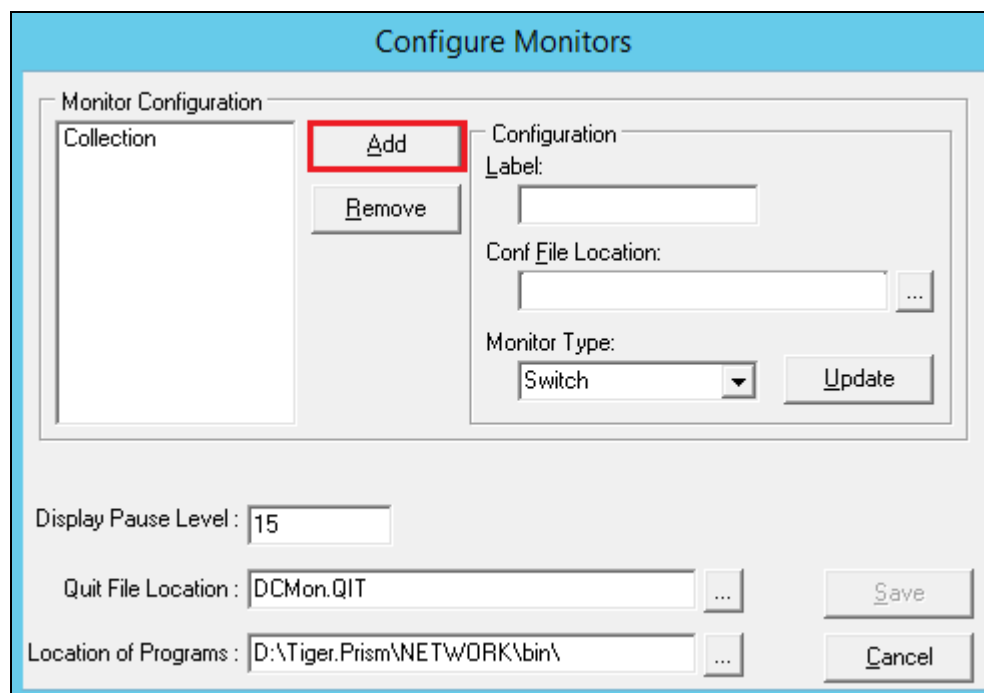 Configure Monitors
Monitor Configuration
Collection
Add
Remove
Configuration
Label:
Conf File Location:
...
Monitor Type:
Switch
Update
Display Pause Level : 15
Quit File Location : DCMon.QIT ...
Save
Location of Programs : D:\Tiger.Prism\NETWORK\bin\ ...
Cancel